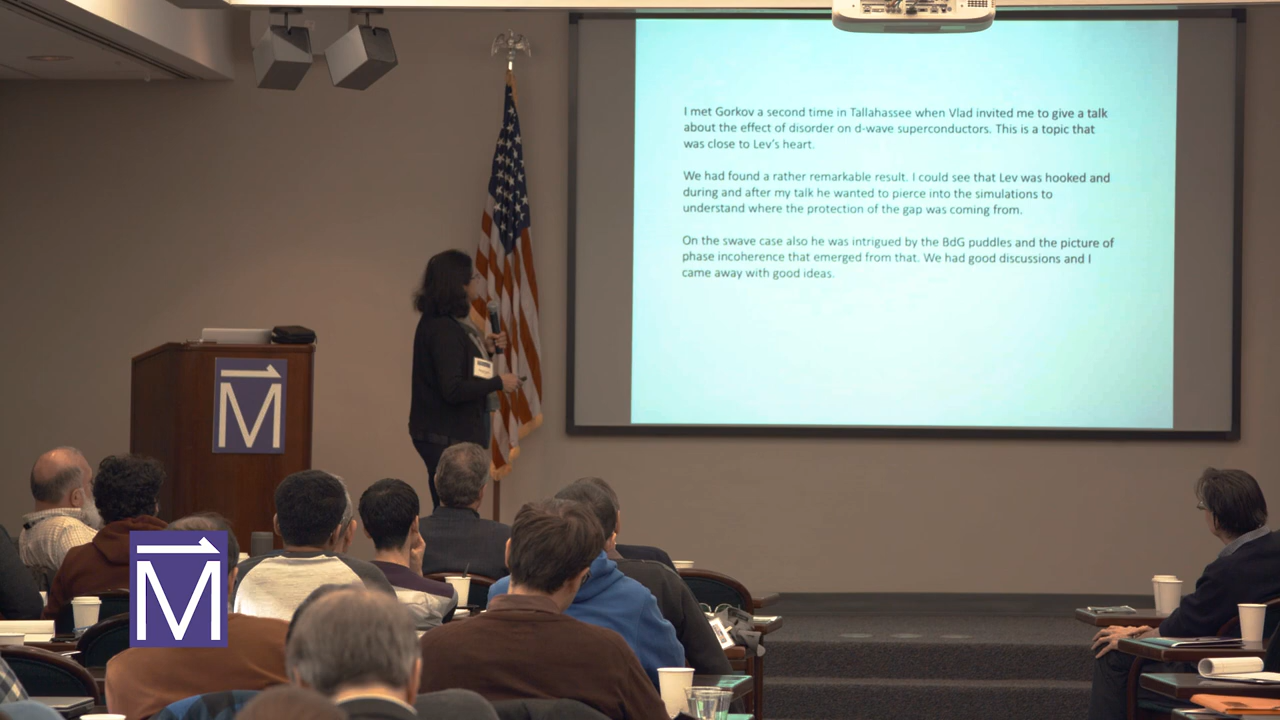 I met Gorkov a second time in Tallahassee when Vlad invited me to give a talk
about the effect of disorder on d-wave superconductors. This is a topic that
was close to Lev's heart.
We had found a rather remarkable result. I could see that Lev was hooked and
during and after my talk he wanted to pierce into the simulations to
understand where the protection of the gap was coming from.
On the swave case also he was intrigued by the BdG puddles and the picture of
phase incoherence that emerged from that. We had good discussions and I
came away with good ideas.
M
M